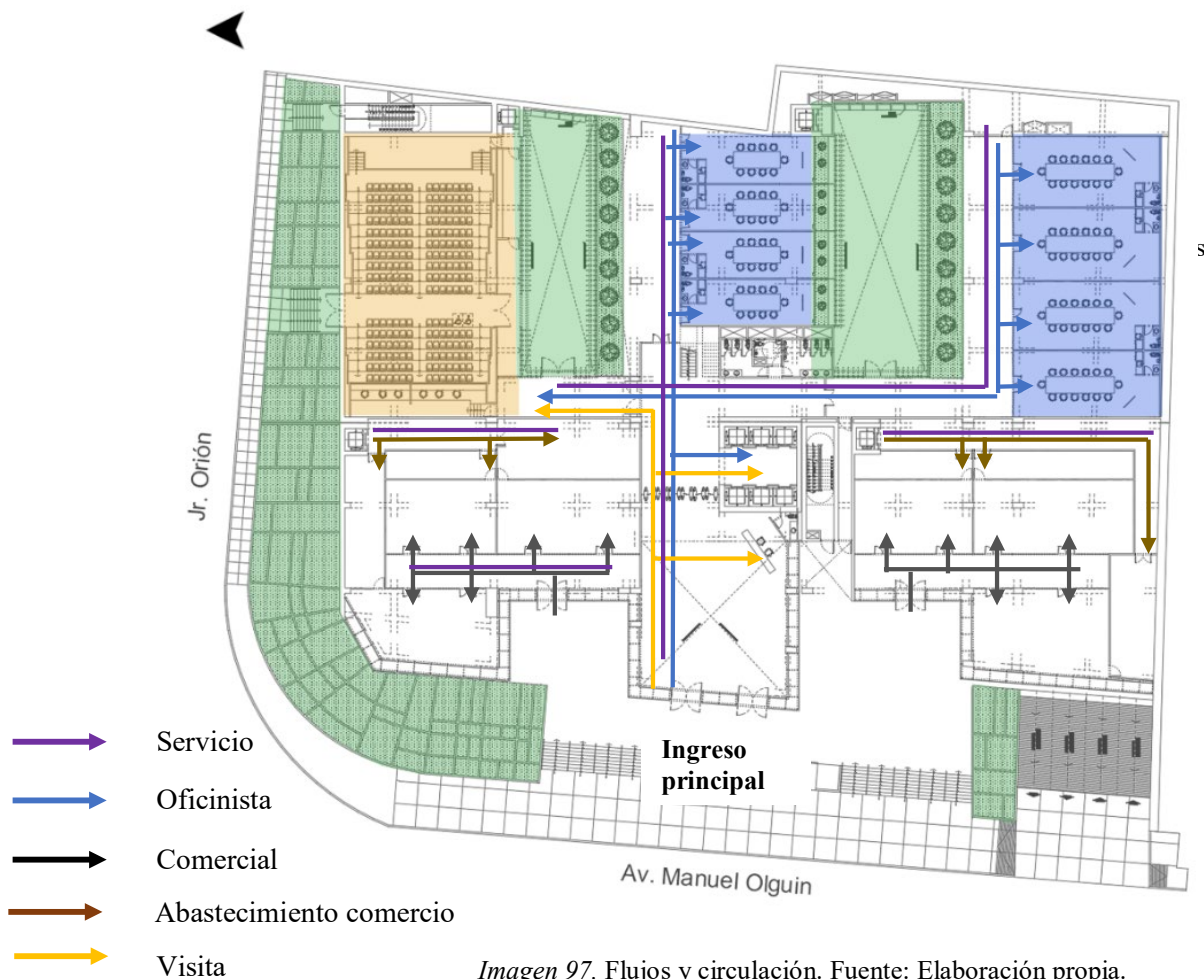 s
Jr. Orión
Ingreso
principal
Av. Manuel Olguin
Servicio
Oficinista
Comercial
Abastecimiento comercio
Visita
Imagen 97. Flujos y circulación. Fuente: Elaboración propia.